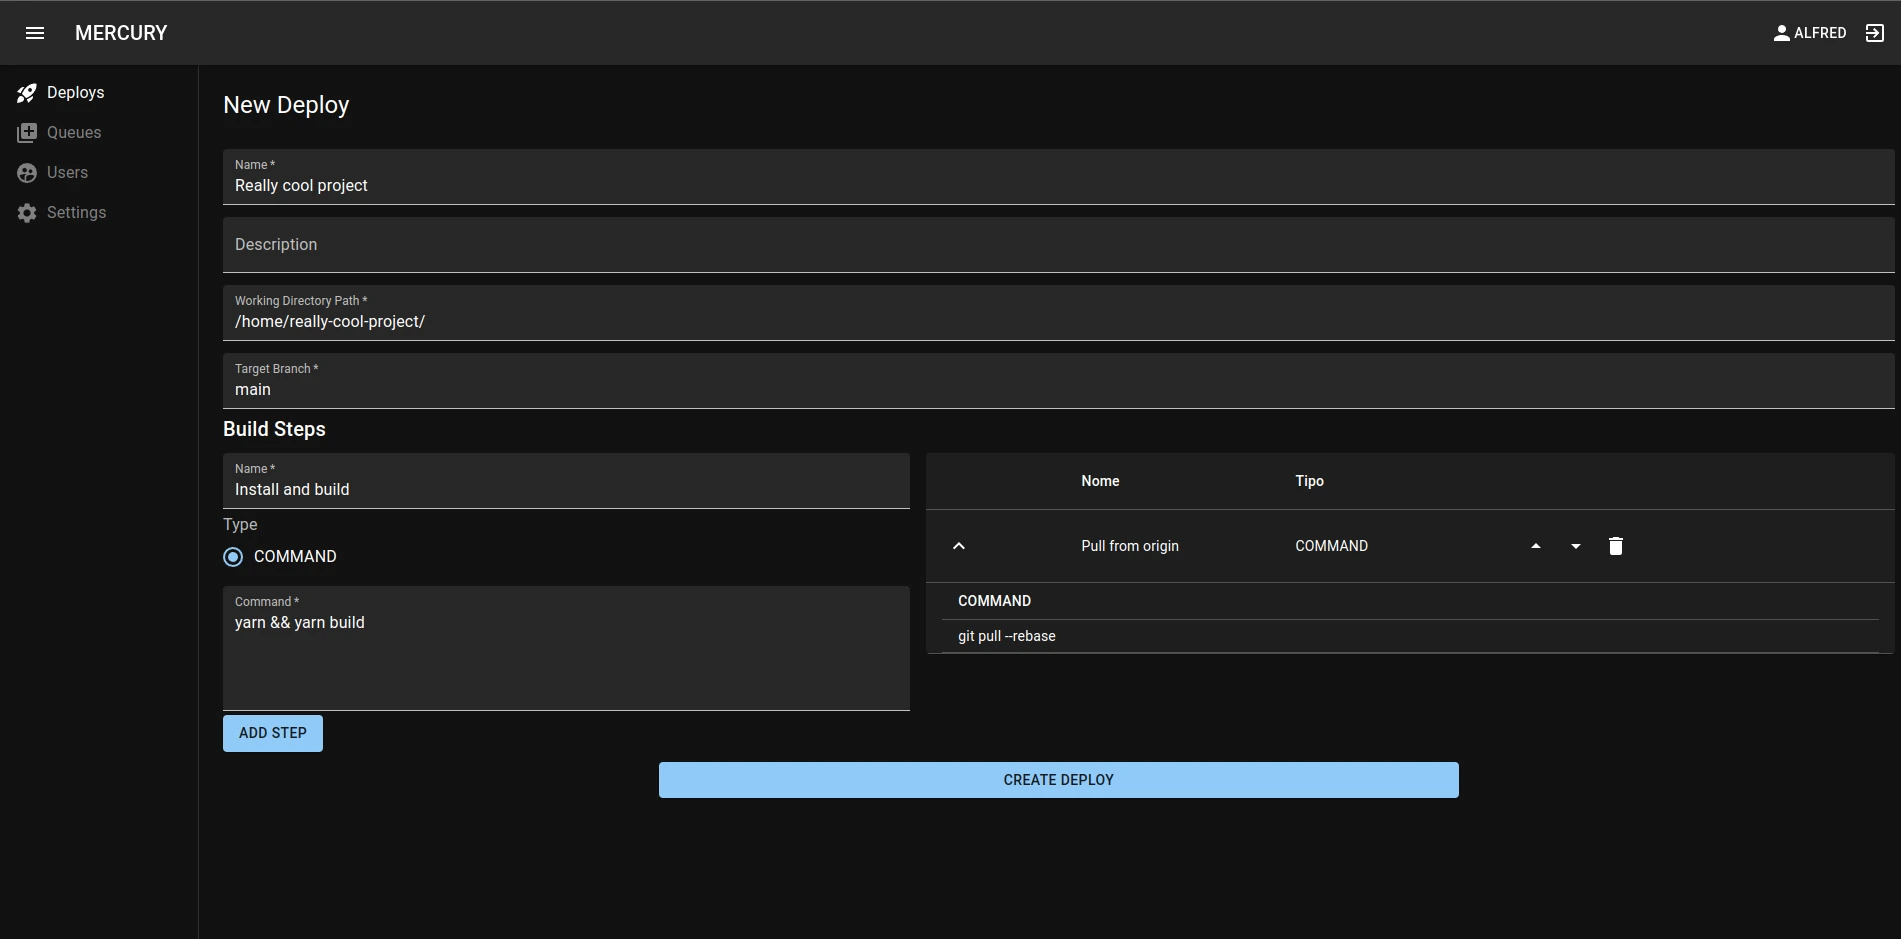 MERCURY
ALFRED
Deploys
Queues
Users
Settings
New Deploy
Name *
Really cool project
Description
Working Directory Path *
/home/really-cool-project/
Target Branch *
main
Build Steps
Name *
Install and build
Type
COMMAND
Command *
yarn && yarn build
ADD STEP
Nome Tipo
Pull from origin COMMAND
COMMAND
git pull --rebase
CREATE DEPLOY